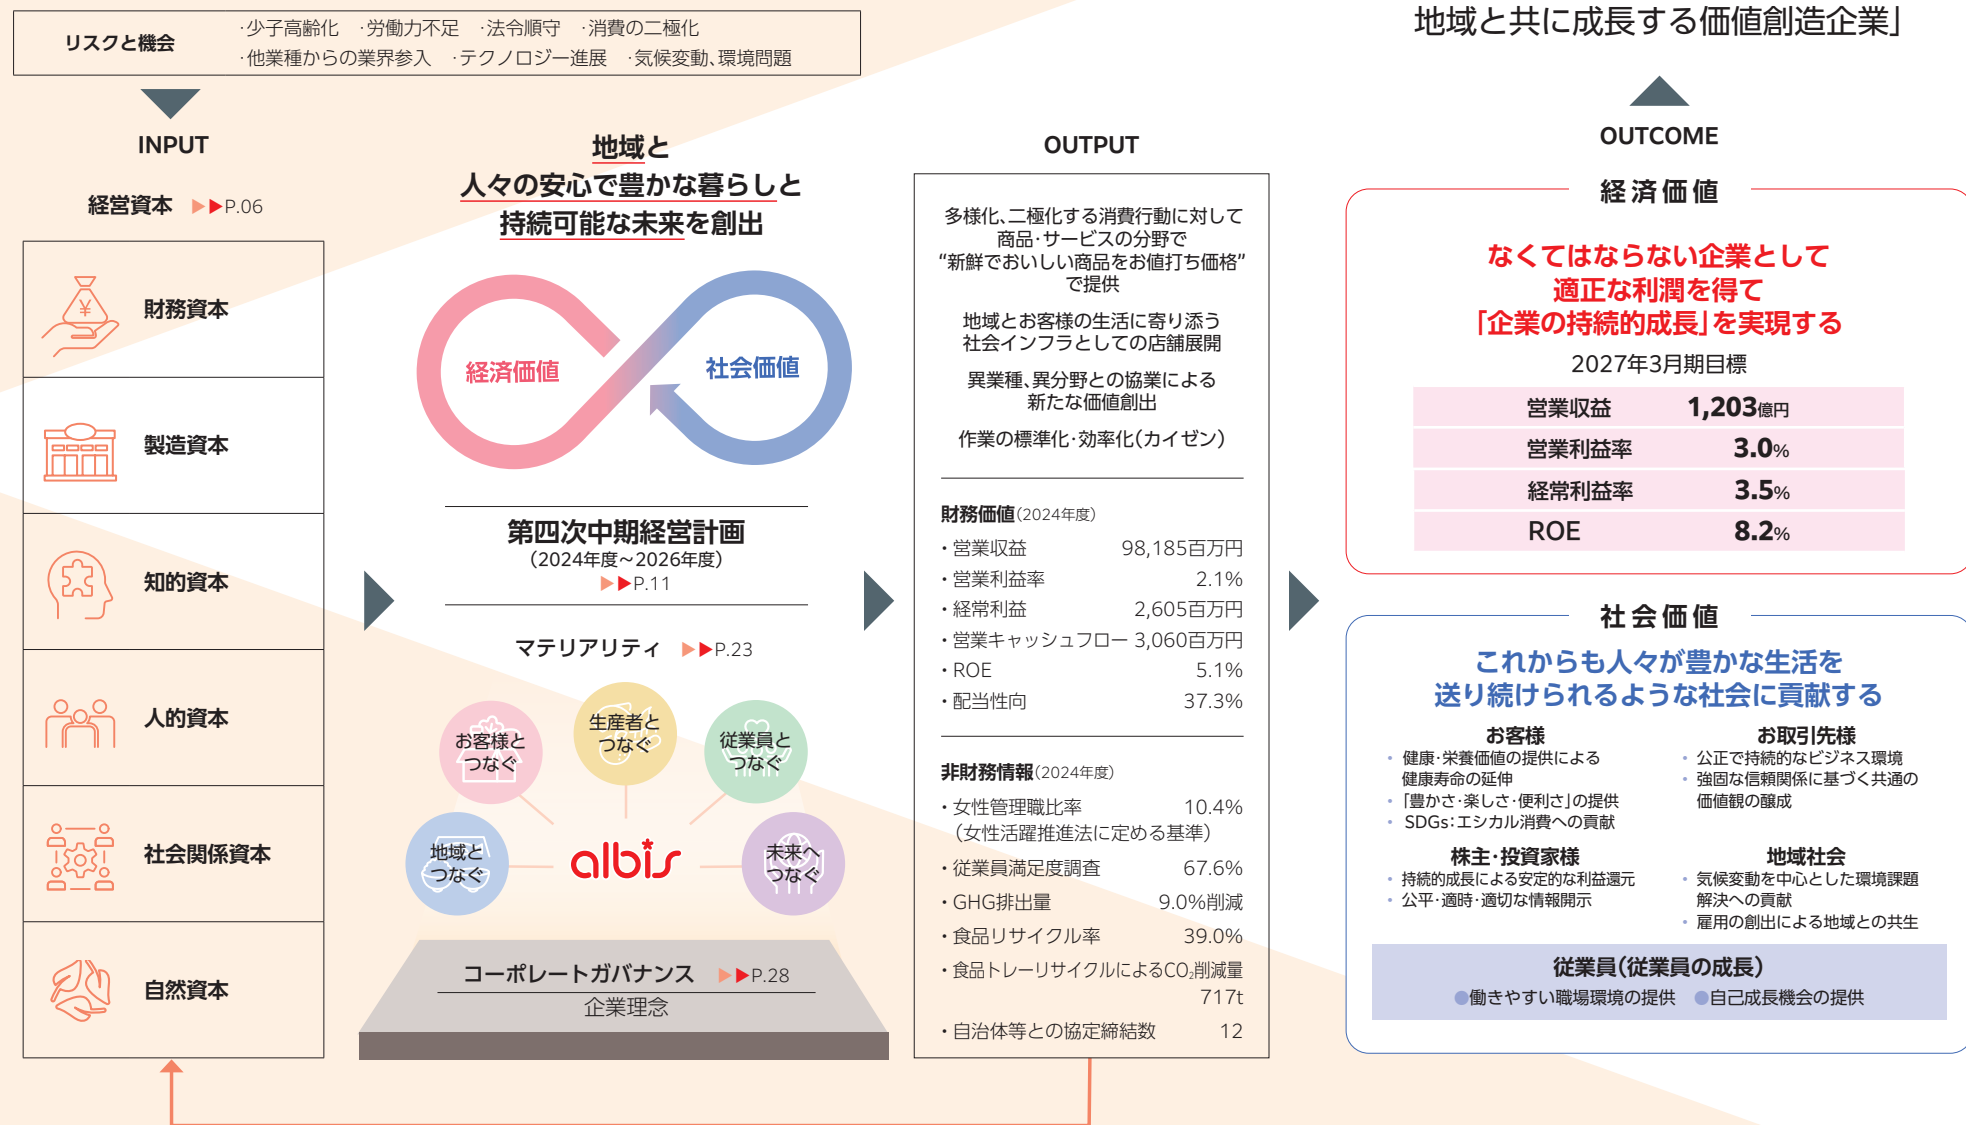 リスクと機会
・少子高齢化　・労働力不足　・法令順守　・消費の二極化
・他業種からの業界参入　・テクノロジー進展　・気候変動、環境問題
INPUT
経営資本 ▶▶P.06
財務資本
製造資本
知的資本
人的資本
社会関係資本
自然資本
地域と
人々の安心で豊かな暮らしと
持続可能な未来を創出
経済価値
社会価値
第四次中期経営計画
（2024年度～2026年度）
▶▶P.11
マテリアリティ ▶▶P.23
お客様と
つなぐ
生産者と
つなぐ
従業員と
つなぐ
地域と
つなぐ
albis
未来へ
つなぐ
コーポレートガバナンス ▶▶P.28
企業理念
OUTPUT
多様化、二極化する消費行動に対して
商品・サービスの分野で
“新鮮でおいしい商品をお値打ち価格”
で提供
地域とお客様の生活に寄り添う
社会インフラとしての店舗展開
異業種、異分野との協業による
新たな価値創出
作業の標準化・効率化（カイゼン）
財務価値（2024年度）
・営業収益 98,185百万円
・営業利益率 2.1%
・経常利益 2,605百万円
・営業キャッシュフロー 3,060百万円
・ROE 5.1%
・配当性向 37.3%
非財務情報（2024年度）
・女性管理職比率 10.4%
（女性活躍推進法に定める基準）
・従業員満足度調査 67.6%
・GHG排出量 9.0%削減
・食品リサイクル率 39.0%
・食品トレーリサイクルによるCO₂削減量
717t
・自治体等との協定締結数 12
地域と共に成長する価値創造企業」
OUTCOME
経済価値
なくてはならない企業として
適正な利潤を得て
「企業の持続的成長」を実現する
2027年3月期目標
営業収益 1,203億円
営業利益率 3.0%
経常利益率 3.5%
ROE 8.2%
社会価値
これからも人々が豊かな生活を
送り続けられるような社会に貢献する
お客様
・健康・栄養価値の提供による
健康寿命の延伸
・「豊かさ・楽しさ・便利さ」の提供
・SDGs：エシカル消費への貢献
お取引先様
・公正で持続的なビジネス環境
・強固な信頼関係に基づく共通の
価値観の醸成
株主・投資家様
・持続的成長による安定的な利益還元
・公平・適時・適切な情報開示
地域社会
・気候変動を中心とした環境課題
解決への貢献
・雇用の創出による地域との共生
従業員（従業員の成長）
●働きやすい職場環境の提供　●自己成長機会の提供